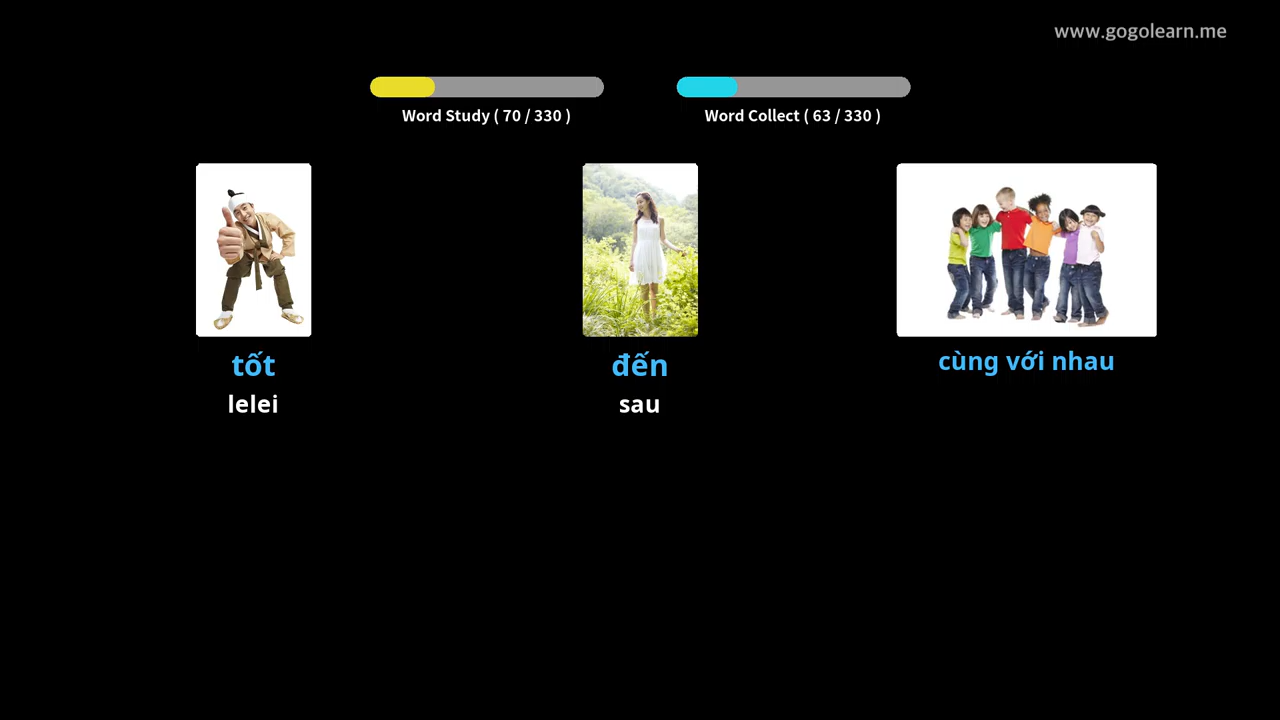 www.gogolearn.me
Word Study ( 70 / 330 )
Word Collect ( 63 / 330 )
tốt
lelei
đến
sau
cùng với nhau